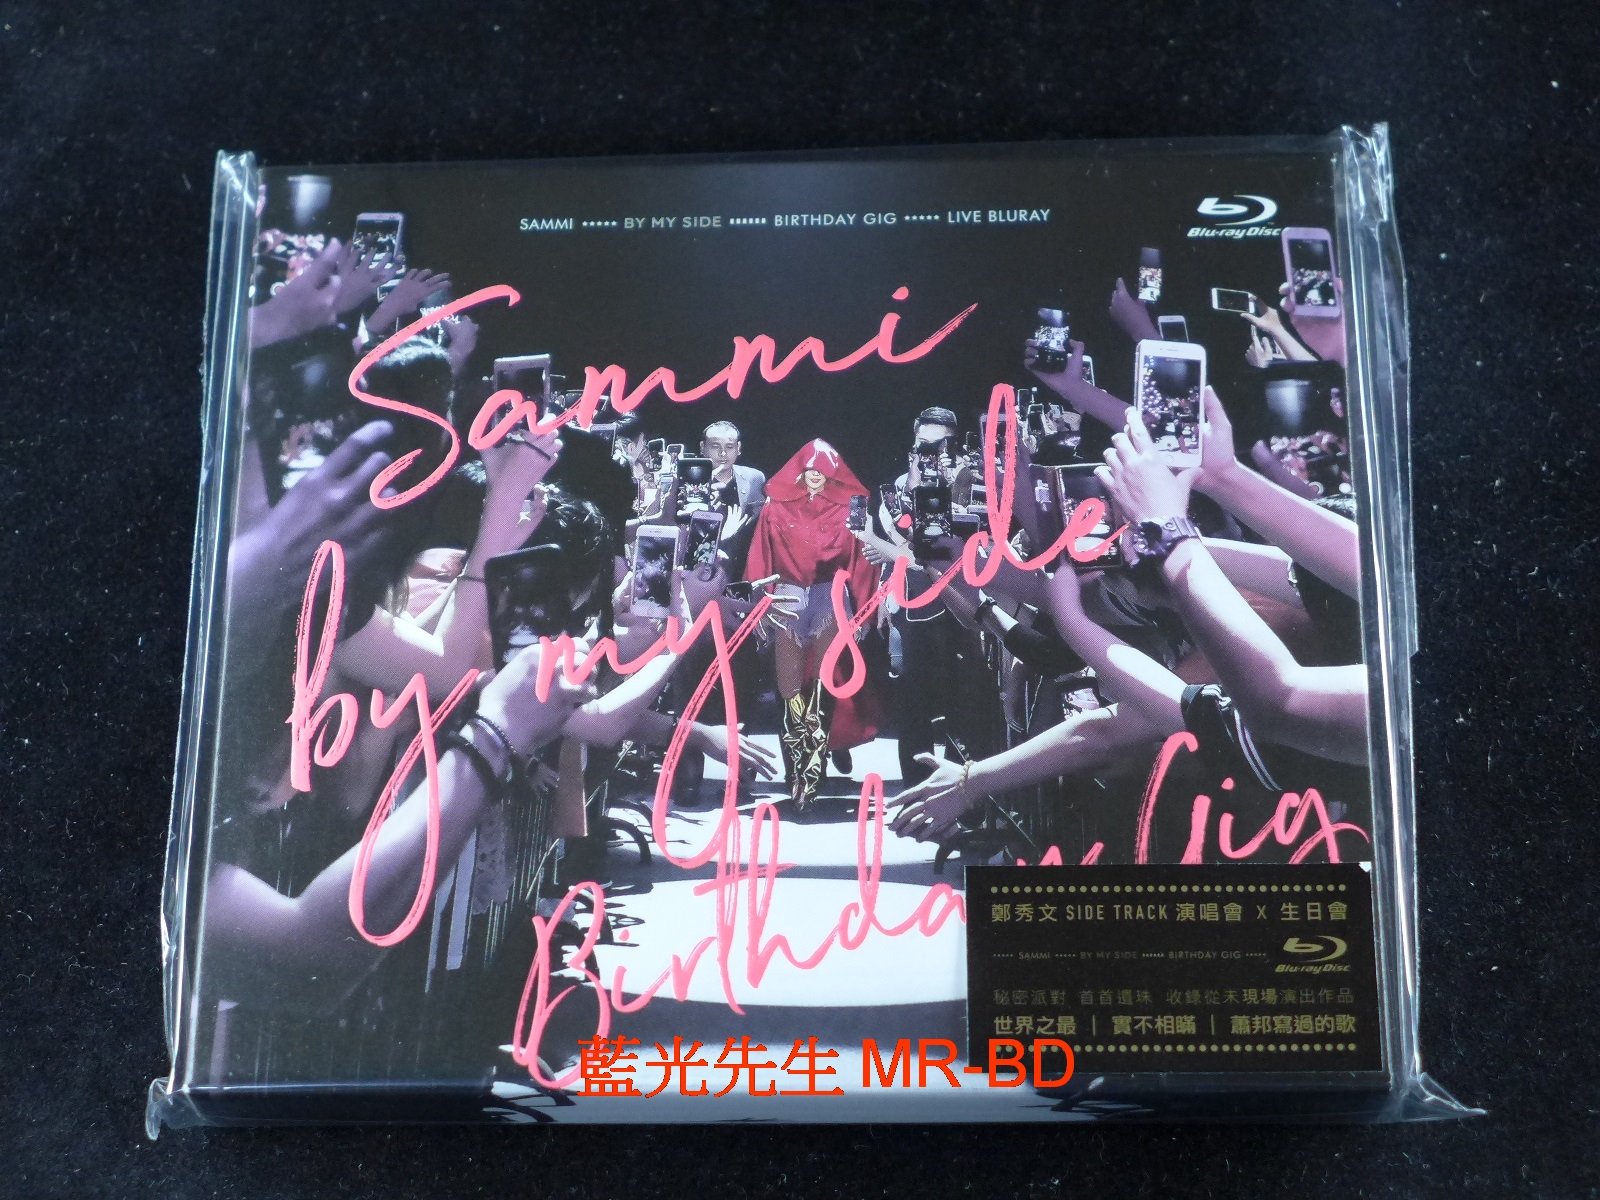 SAMMI ••••• BY MY SIDE •••••• BIRTHDAY GIG ••••• LIVE BLURAY
Blu-ray Disc
Sammi
by my side
Birthday Gig
鄭秀文 SIDE TRACK 演唱會 X 生日會
••••• SAMMI ••••• BY MY SIDE •••••• BIRTHDAY GIG •••••
Blu-ray Disc
秘密派對 首首遺珠 收錄從未現場演出作品
世界之最 | 實不相瞞 | 蕭邦寫過的歌
藍光先生 MR-BD